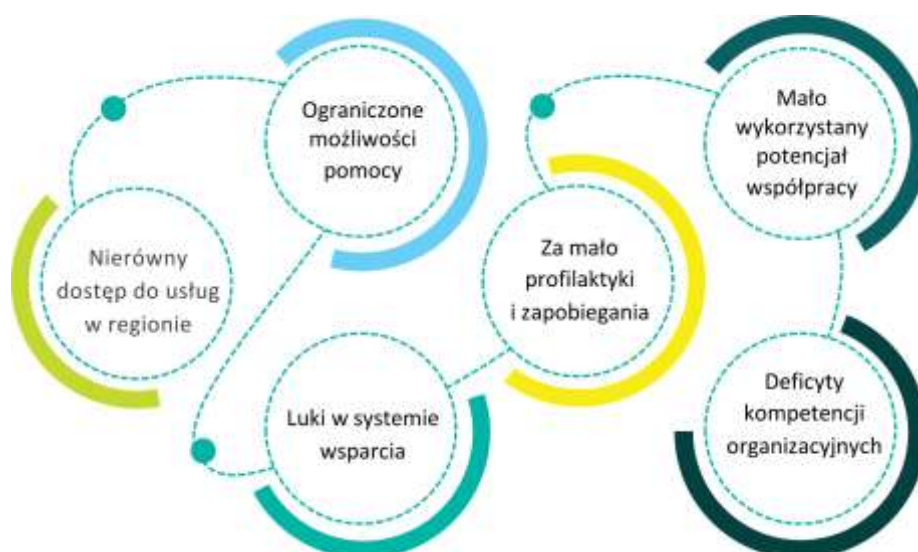 Nierówny
dostęp do usług
w regionie
Ograniczone
możliwości
pomocy
Luki w systemie
wsparcia
Za mało
profilaktyki
i zapobiegania
Mało
wykorzystany
potencjał
współpracy
Deficyty
kompetencji
organizacyjnych